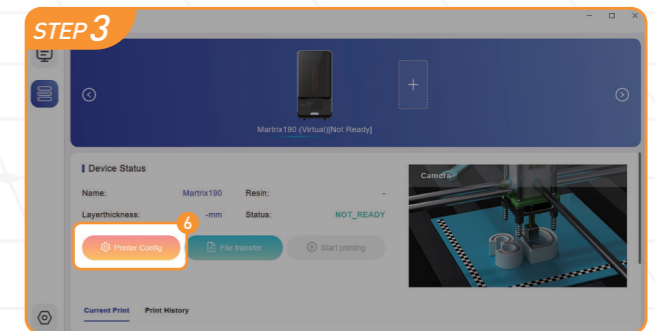 STEP 3
Martrix190 (Virtual)[Not Ready]
Device Status
Name: Martrix190 Resin: -
Layerthickness: -mm Status: NOT_READY
6
Printer Config File transfer Start printing
Camera
Current Print Print History